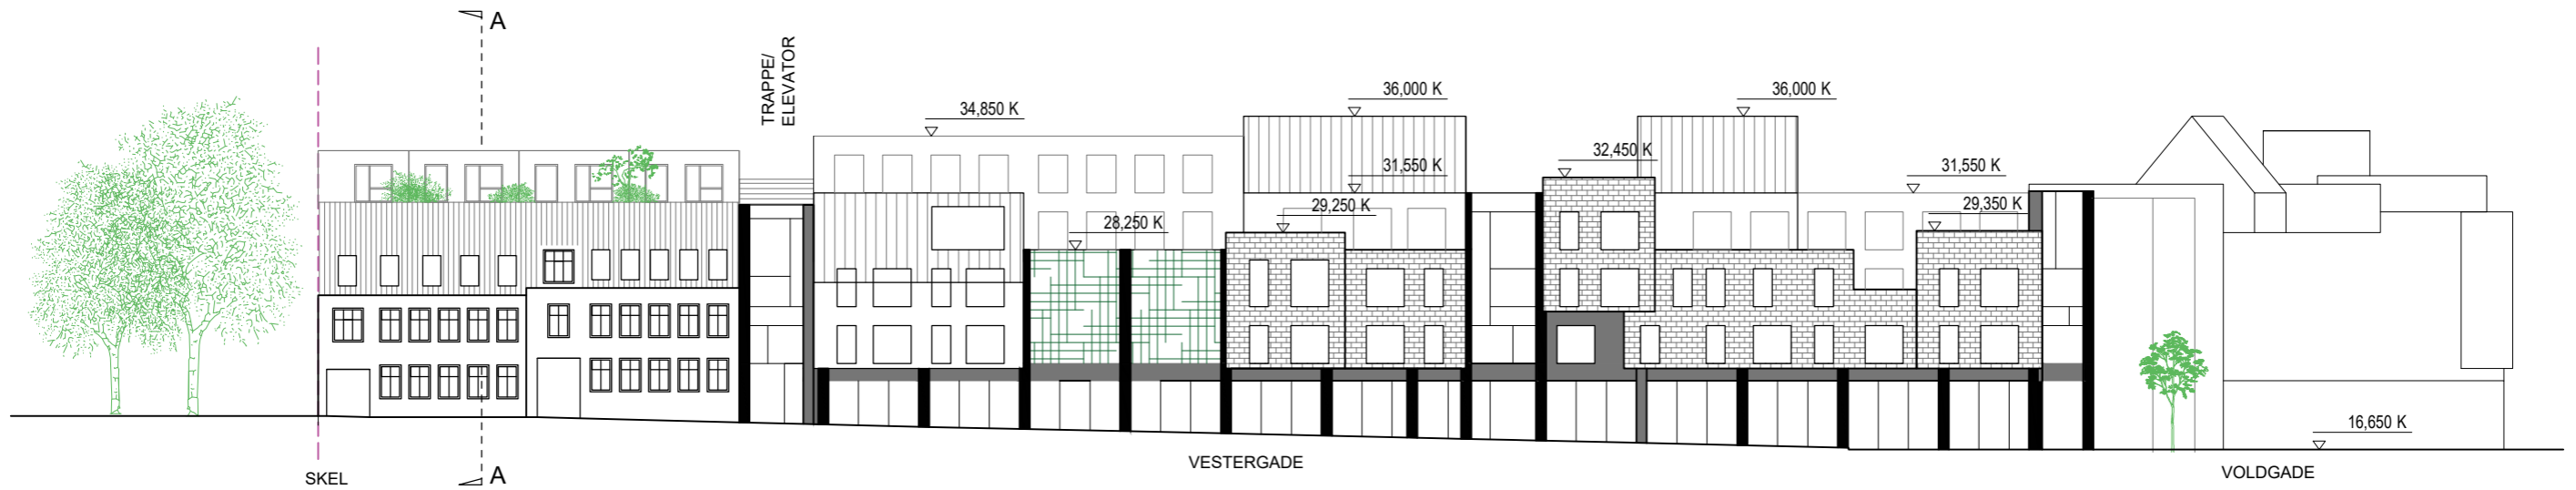 A
TRAPPE/
ELEVATOR
34,850 K
36,000 K
36,000 K
32,450 K
31,550 K
31,550 K
29,250 K
29,350 K
28,250 K
16,650 K
VESTERGADE
SKEL
A
VOLDGADE